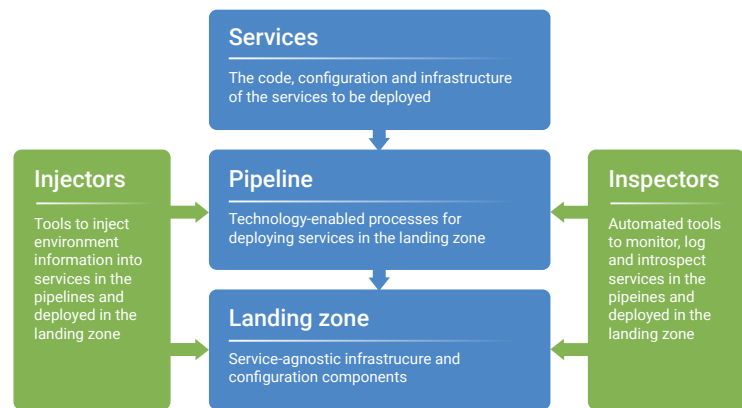 Services
The code, configuration and infrastructure
of the services to be deployed
Injectors
Tools to inject
environment
information into
services in the
pipelines and
deployed in the
landing zone
Pipeline
Technology-enabled processes for
deploying services in the landing zone
Landing zone
Service-agnostic infrastrucure and
configuration components
Inspectors
Automated tools
to monitor, log
and introspect
services in the
pipeines and
deployed in the
landing zone